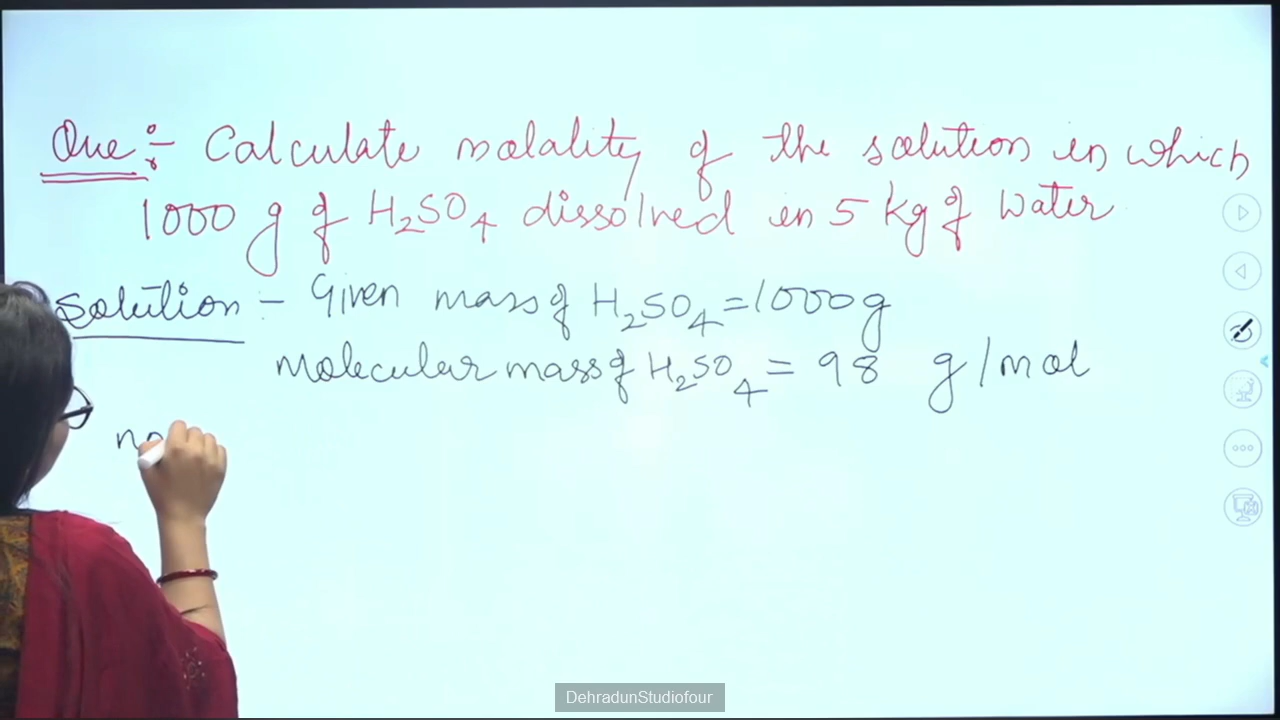 Que :- Calculate molality of the solution in which
1000 g of H₂SO₄ dissolved in 5 kg of water
Solution :- Given mass of H₂SO₄ = 1000 g
Molecular mass of H₂SO₄ = 98 g/mol
no
DehradunStudiofour